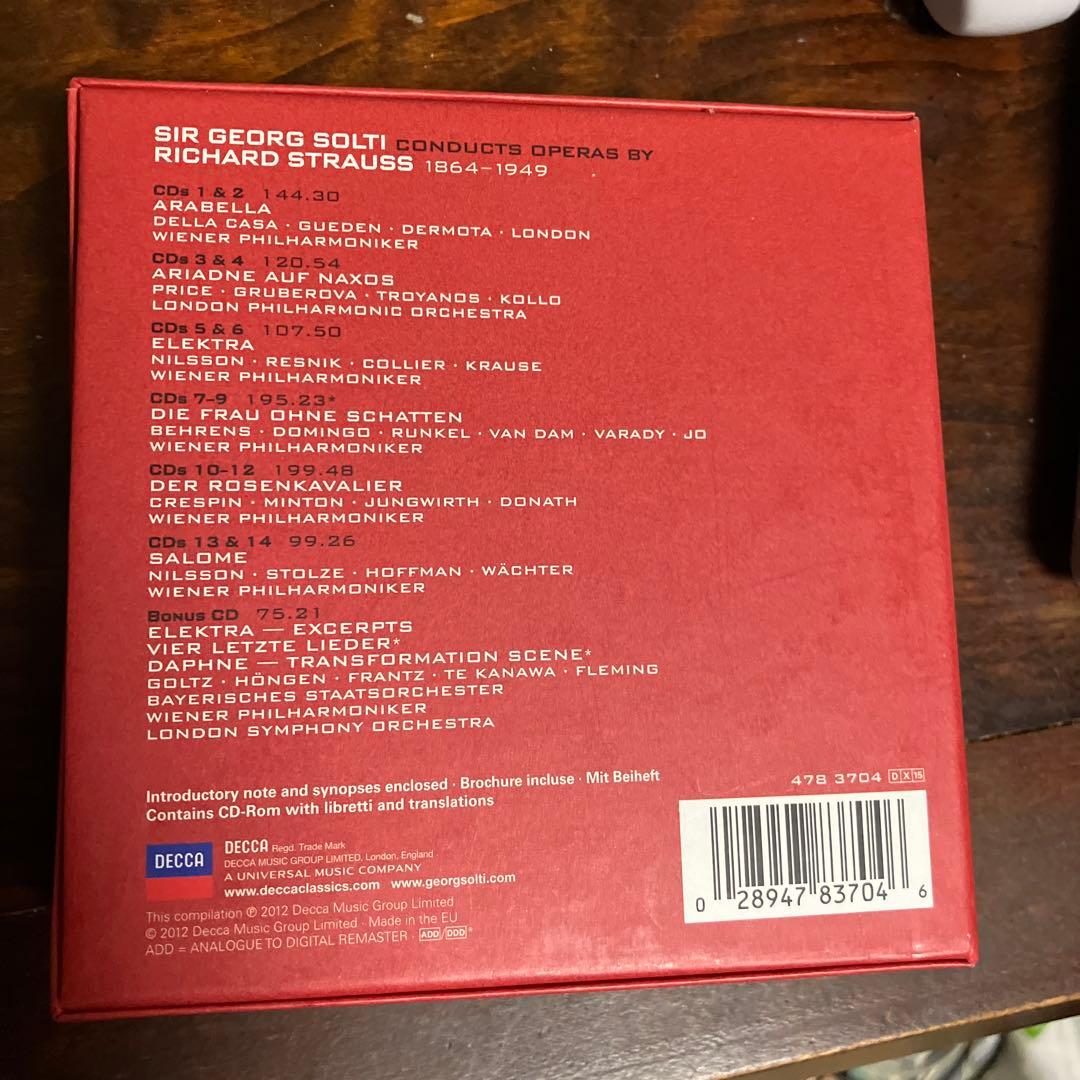 SIR GEORG SOLTI CONDUCTS OPERAS BY
RICHARD STRAUSS 1864–1949
CDs 1 & 2 144.30
ARABELLA
DELLA CASA · GUEDEN · DERMOTA · LONDON
WIENER PHILHARMONIKER
CDs 3 & 4 120.54
ARIADNE AUF NAXOS
PRICE · GRUBEROVA · TROYANOS · KOLLO
LONDON PHILHARMONIC ORCHESTRA
CDs 5 & 6 107.50
ELEKTRA
NILSSON · RESNIK · COLLIER · KRAUSE
WIENER PHILHARMONIKER
CDs 7–9 195.23*
DIE FRAU OHNE SCHATTEN
BEHRENS · DOMINGO · RUNKEL · VAN DAM · VARADY · JO
WIENER PHILHARMONIKER
CDs 10–12 199.48
DER ROSENKAVALIER
CRESPIN · MINTON · JUNGWIRTH · DONATH
WIENER PHILHARMONIKER
CDs 13 & 14 99.26
SALOME
NILSSON · STOLZE · HOFFMAN · WÄCHTER
WIENER PHILHARMONIKER
BONUS CD 75.21
ELEKTRA — EXCERPTS
VIER LETZTE LIEDER*
DAPHNE — TRANSFORMATION SCENE*
GOLTZ · HÖNGEN · FRANTZ · TE KANAWA · FLEMING
BAYERISCHES STAATSORCHESTER
WIENER PHILHARMONIKER
LONDON SYMPHONY ORCHESTRA
Introductory note and synopses enclosed · Brochure incluse · Mit Beiheft
Contains CD-Rom with libretti and translations
478 3704 DX15
DECCA
DECCA Regd. Trade Mark
DECCA MUSIC GROUP LIMITED, London, England
A UNIVERSAL MUSIC COMPANY
www.deccaclassics.com www.georgsolti.com
This compilation ℗ 2012 Decca Music Group Limited
© 2012 Decca Music Group Limited · Made in the EU
ADD = ANALOGUE TO DIGITAL REMASTER · ADD/DDD*
0 28947 83704 6